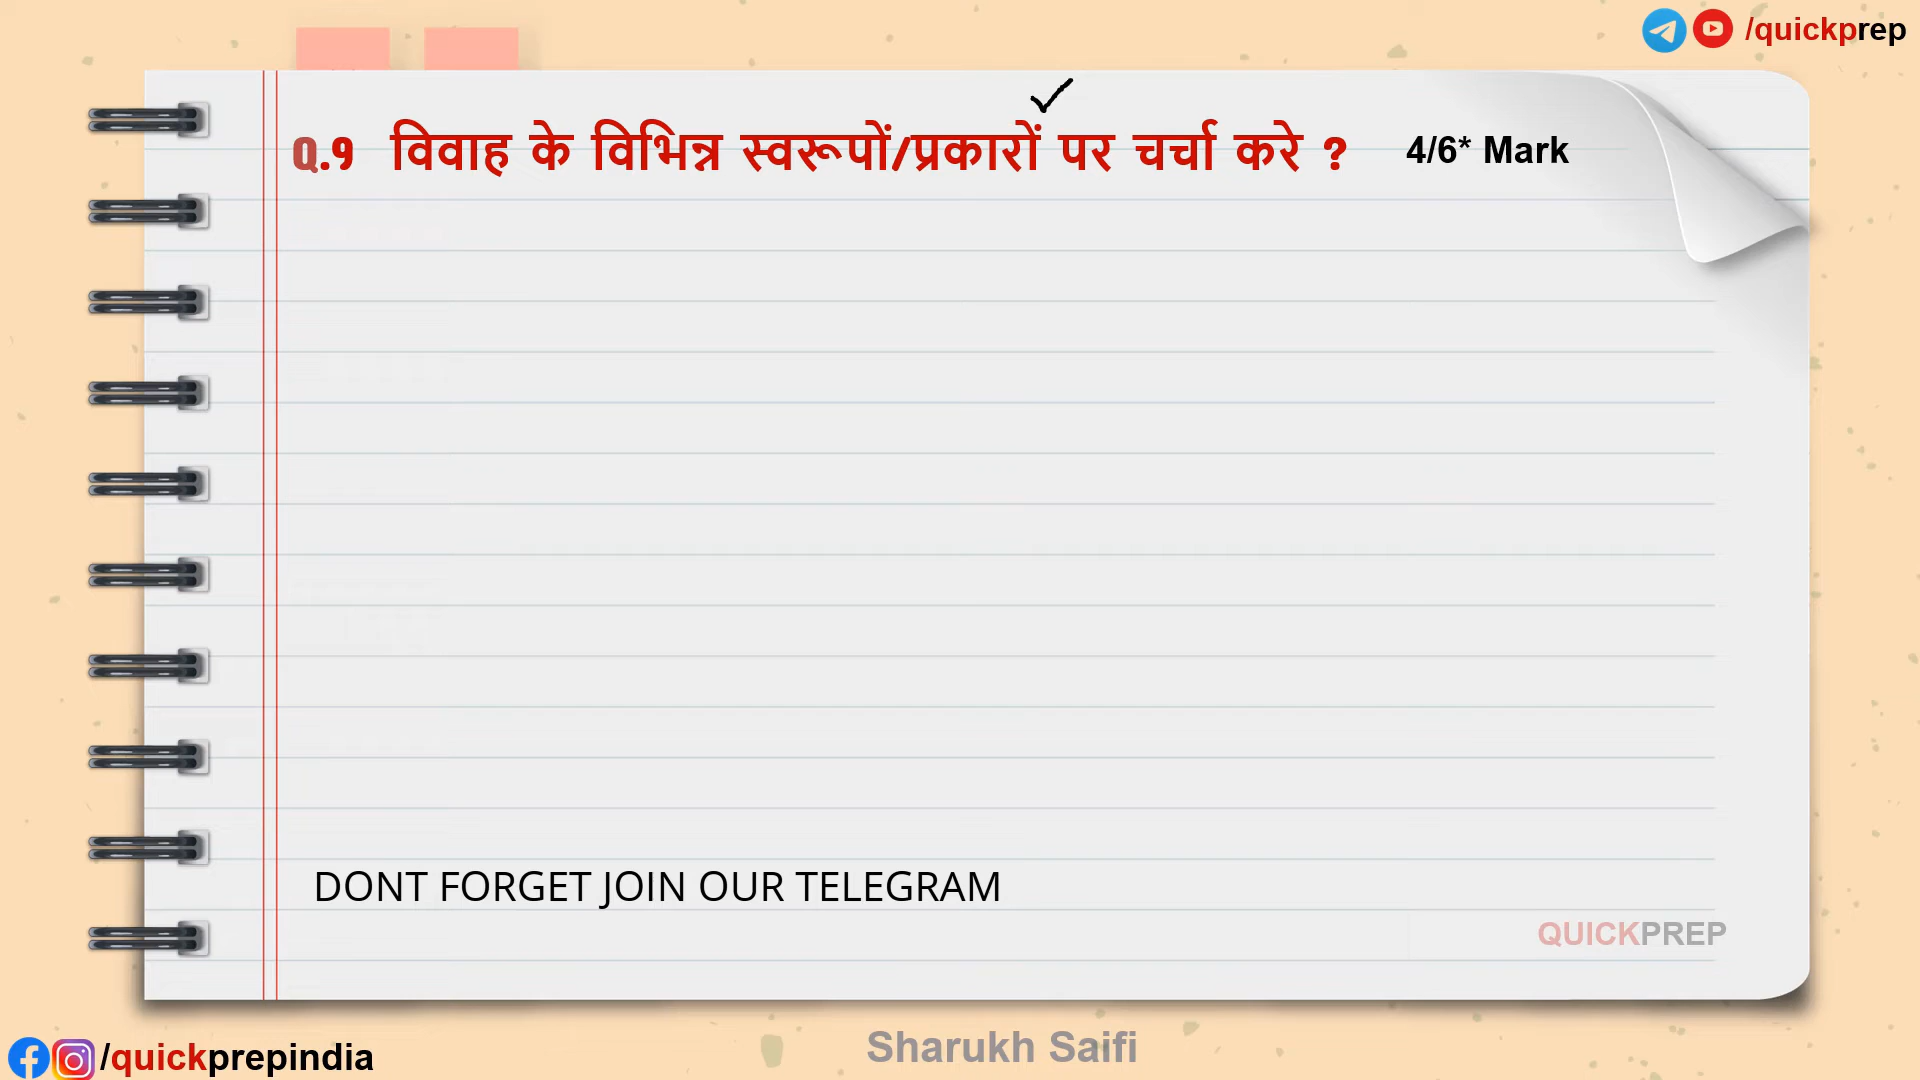 /quickprep
Q.9 विवाह के विभिन्न स्वरूपों/प्रकारों पर चर्चा करे ? 4/6* Mark
DONT FORGET JOIN OUR TELEGRAM
QUICKPREP
Sharukh Saifi
/quickprepindia